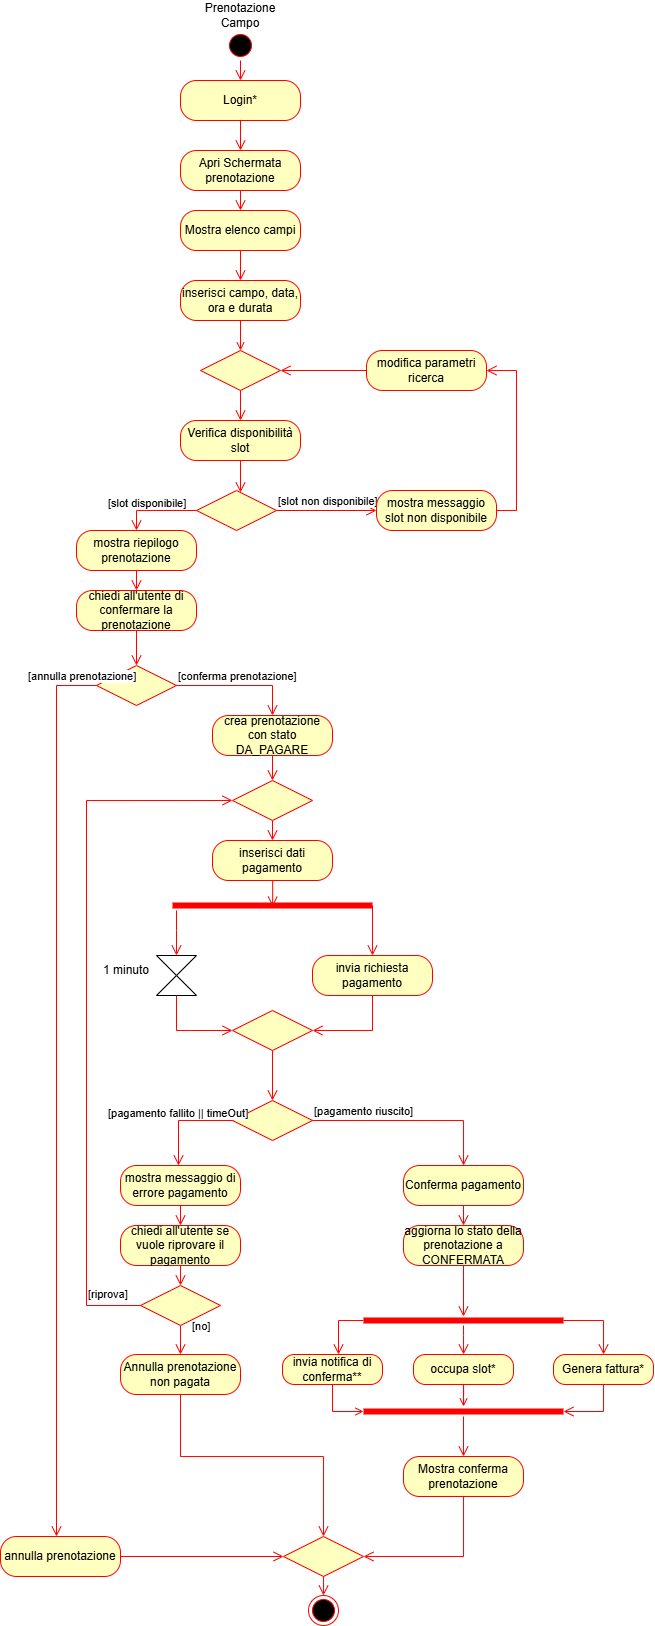 Prenotazione
Campo
Login*
Apri Schermata
prenotazione
Mostra elenco campi
inserisci campo, data,
ora e durata
modifica parametri
ricerca
Verifica disponibilità
slot
[slot disponibile]
[slot non disponibile]
mostra messaggio
slot non disponibile
mostra riepilogo
prenotazione
chiedi all'utente di
confermare la
prenotazione
[annulla prenotazione]
[conferma prenotazione]
crea prenotazione
con stato
DA_PAGARE
inserisci dati
pagamento
1 minuto
invia richiesta
pagamento
[pagamento fallito || timeOut]
[pagamento riuscito]
mostra messaggio di
errore pagamento
Conferma pagamento
chiedi all'utente se
vuole riprovare il
pagamento
aggiorna lo stato della
prenotazione a
CONFERMATA
[riprova]
[no]
Annulla prenotazione
non pagata
invia notifica di
conferma**
occupa slot*
Genera fattura*
Mostra conferma
prenotazione
annulla prenotazione